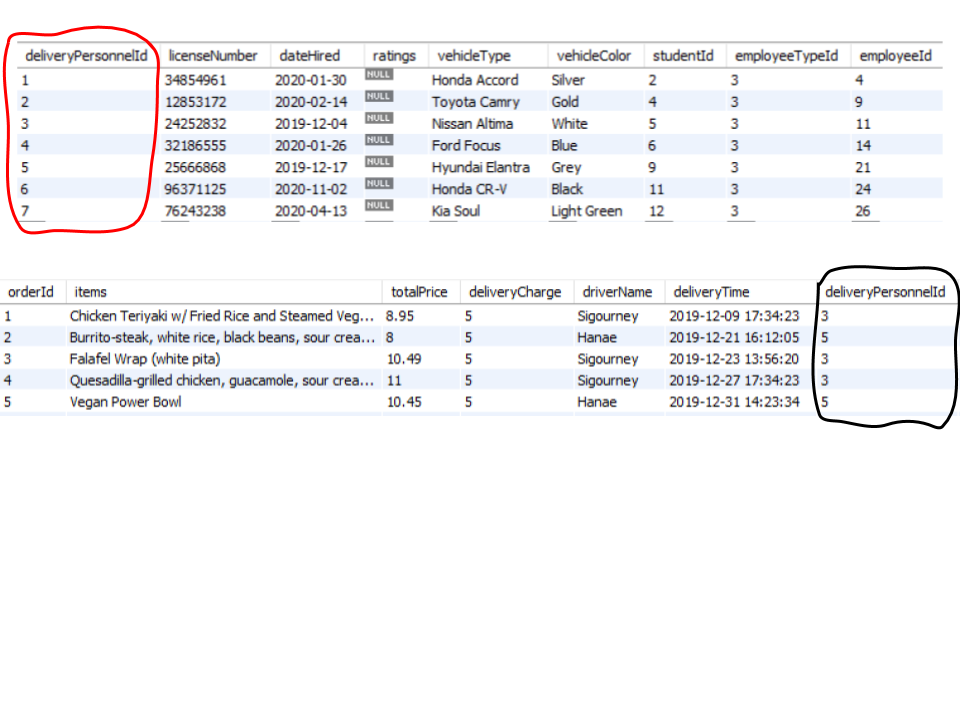 deliveryPersonnelId licenseNumber dateHired ratings vehicleType vehicleColor studentId employeeTypeId employeeId
1 34854961 2020-01-30 NULL Honda Accord Silver 2 3 4
2 12853172 2020-02-14 NULL Toyota Camry Gold 4 3 9
3 24252832 2019-12-04 NULL Nissan Altima White 5 3 11
4 32186555 2020-01-26 NULL Ford Focus Blue 6 3 14
5 25666868 2019-12-17 NULL Hyundai Elantra Grey 9 3 21
6 96371125 2020-11-02 NULL Honda CR-V Black 11 3 24
7 76243238 2020-04-13 NULL Kia Soul Light Green 12 3 26
orderId items totalPrice deliveryCharge driverName deliveryTime deliveryPersonnelId
1 Chicken Teriyaki w/ Fried Rice and Steamed Veg... 8.95 5 Sigourney 2019-12-09 17:34:23 3
2 Burrito-steak, white rice, black beans, sour crea... 8 5 Hanae 2019-12-21 16:12:05 5
3 Falafel Wrap (white pita) 10.49 5 Sigourney 2019-12-23 13:56:20 3
4 Quesadilla-grilled chicken, guacamole, sour crea... 11 5 Sigourney 2019-12-27 17:34:23 3
5 Vegan Power Bowl 10.45 5 Hanae 2019-12-31 14:23:34 5